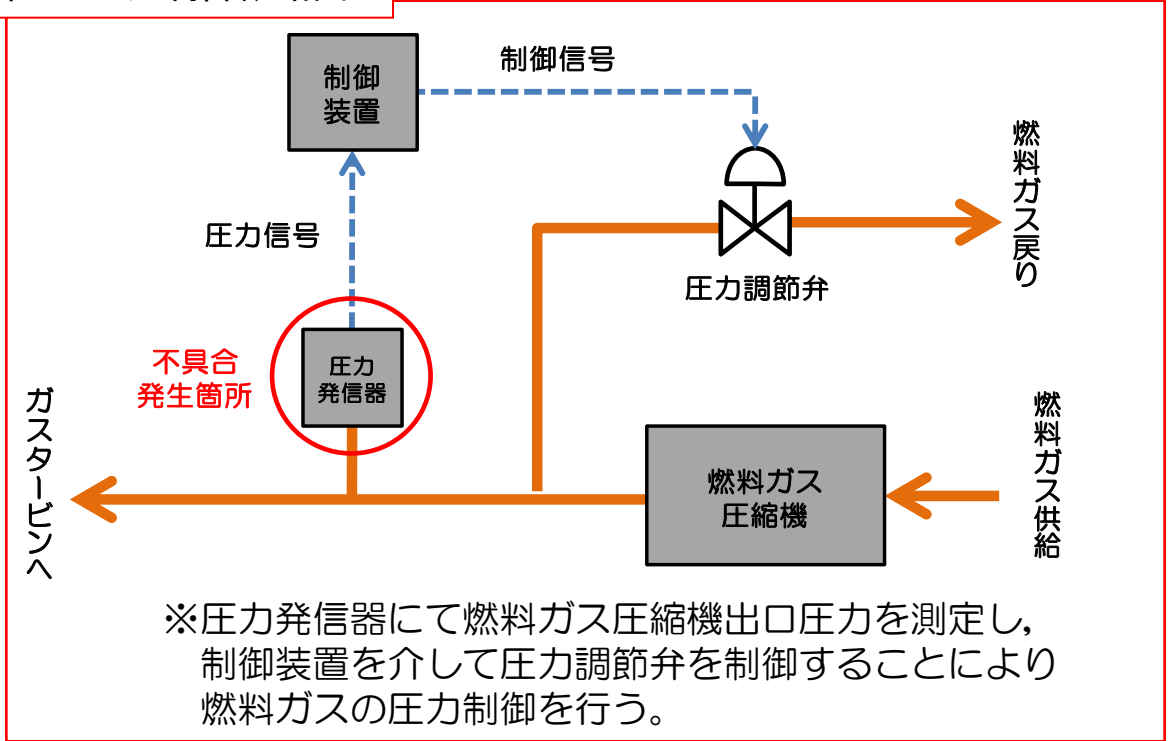 制御
装置
制御信号
燃料ガス戻り
圧力信号
圧力調節弁
不具合
発生箇所
圧力
発信器
ガスタービンへ
燃料ガス
圧縮機
燃料ガス供給
※圧力発信器にて燃料ガス圧縮機出口圧力を測定し,
制御装置を介して圧力調節弁を制御することにより
燃料ガスの圧力制御を行う。